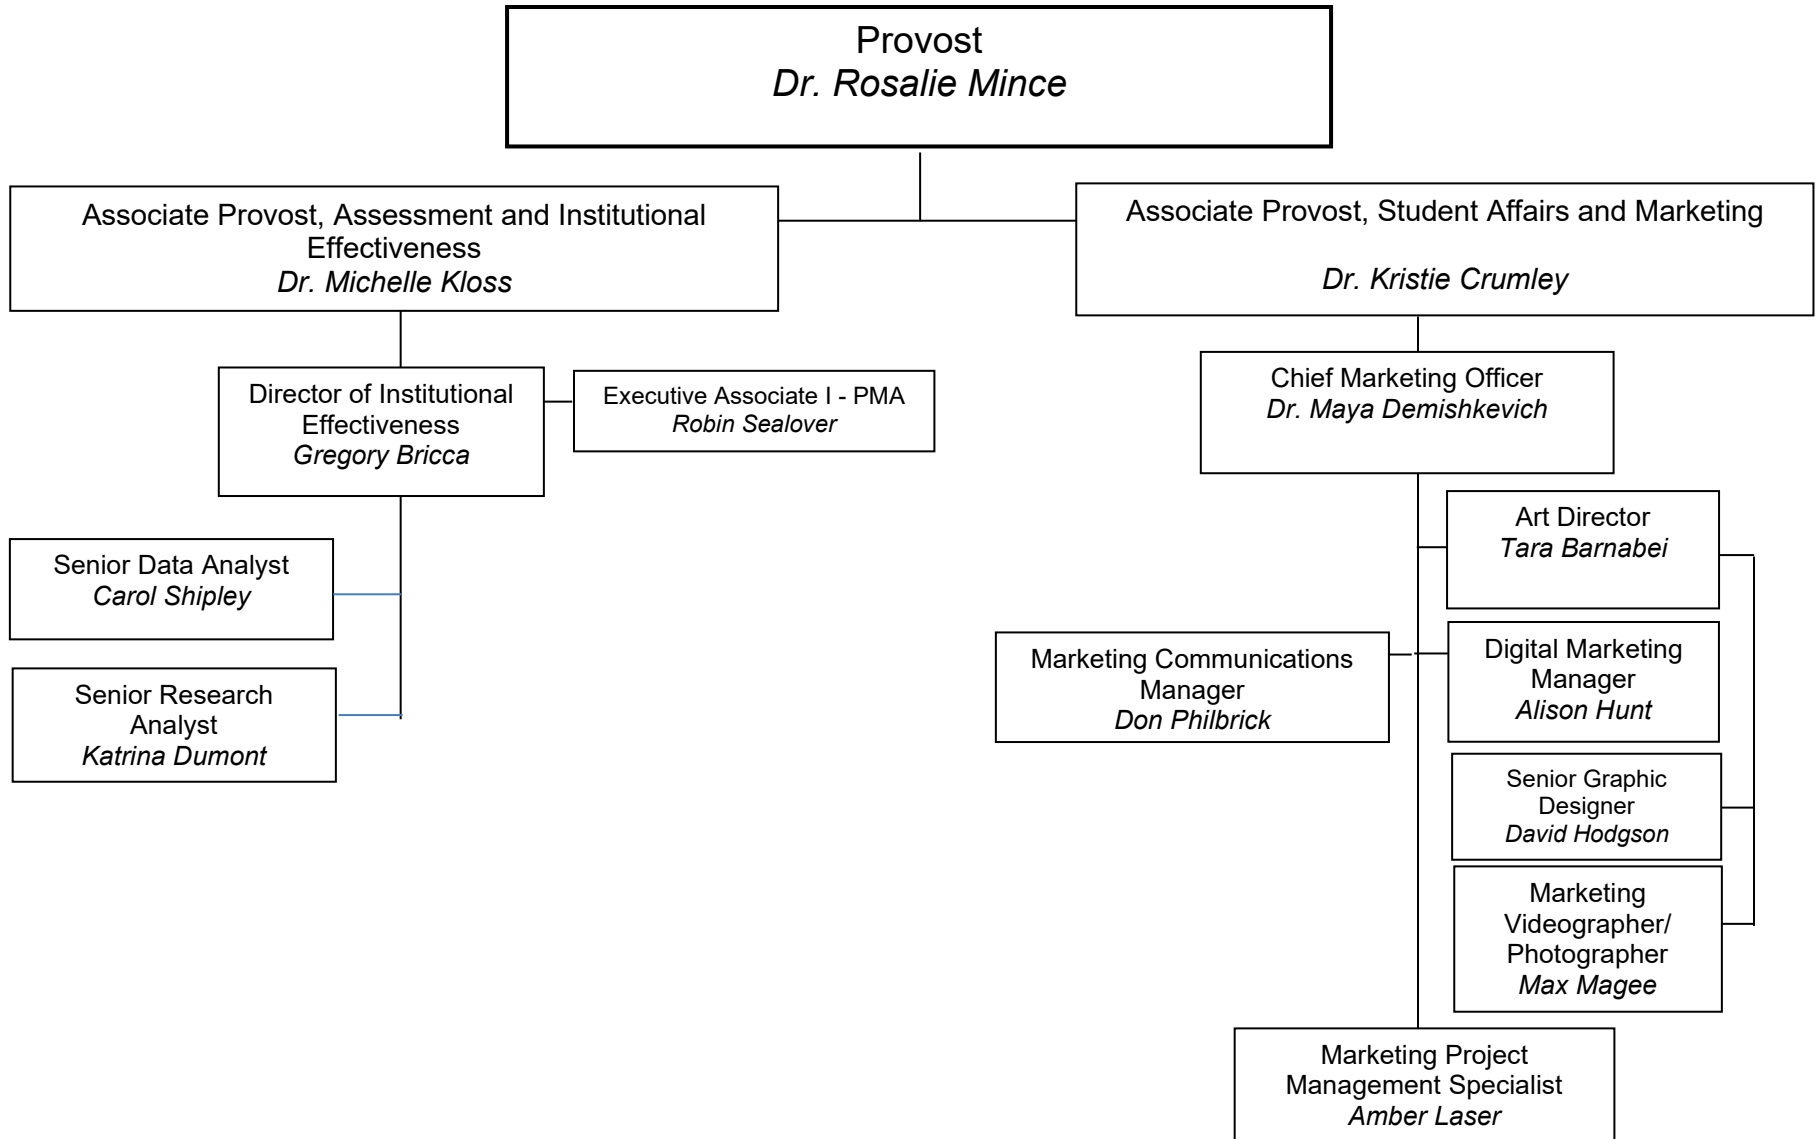 Provost
Dr. Rosalie Mince
Associate Provost, Assessment and Institutional
Effectiveness
Dr. Michelle Kloss
Associate Provost, Student Affairs and Marketing
Dr. Kristie Crumley
Director of Institutional
Effectiveness
Gregory Bricca
Executive Associate I - PMA
Robin Sealover
Chief Marketing Officer
Dr. Maya Demishkevich
Senior Data Analyst
Carol Shipley
Senior Research
Analyst
Katrina Dumont
Art Director
Tara Barnabei
Marketing Communications
Manager
Don Philbrick
Digital Marketing
Manager
Alison Hunt
Senior Graphic
Designer
David Hodgson
Marketing
Videographer/
Photographer
Max Magee
Marketing Project
Management Specialist
Amber Laser